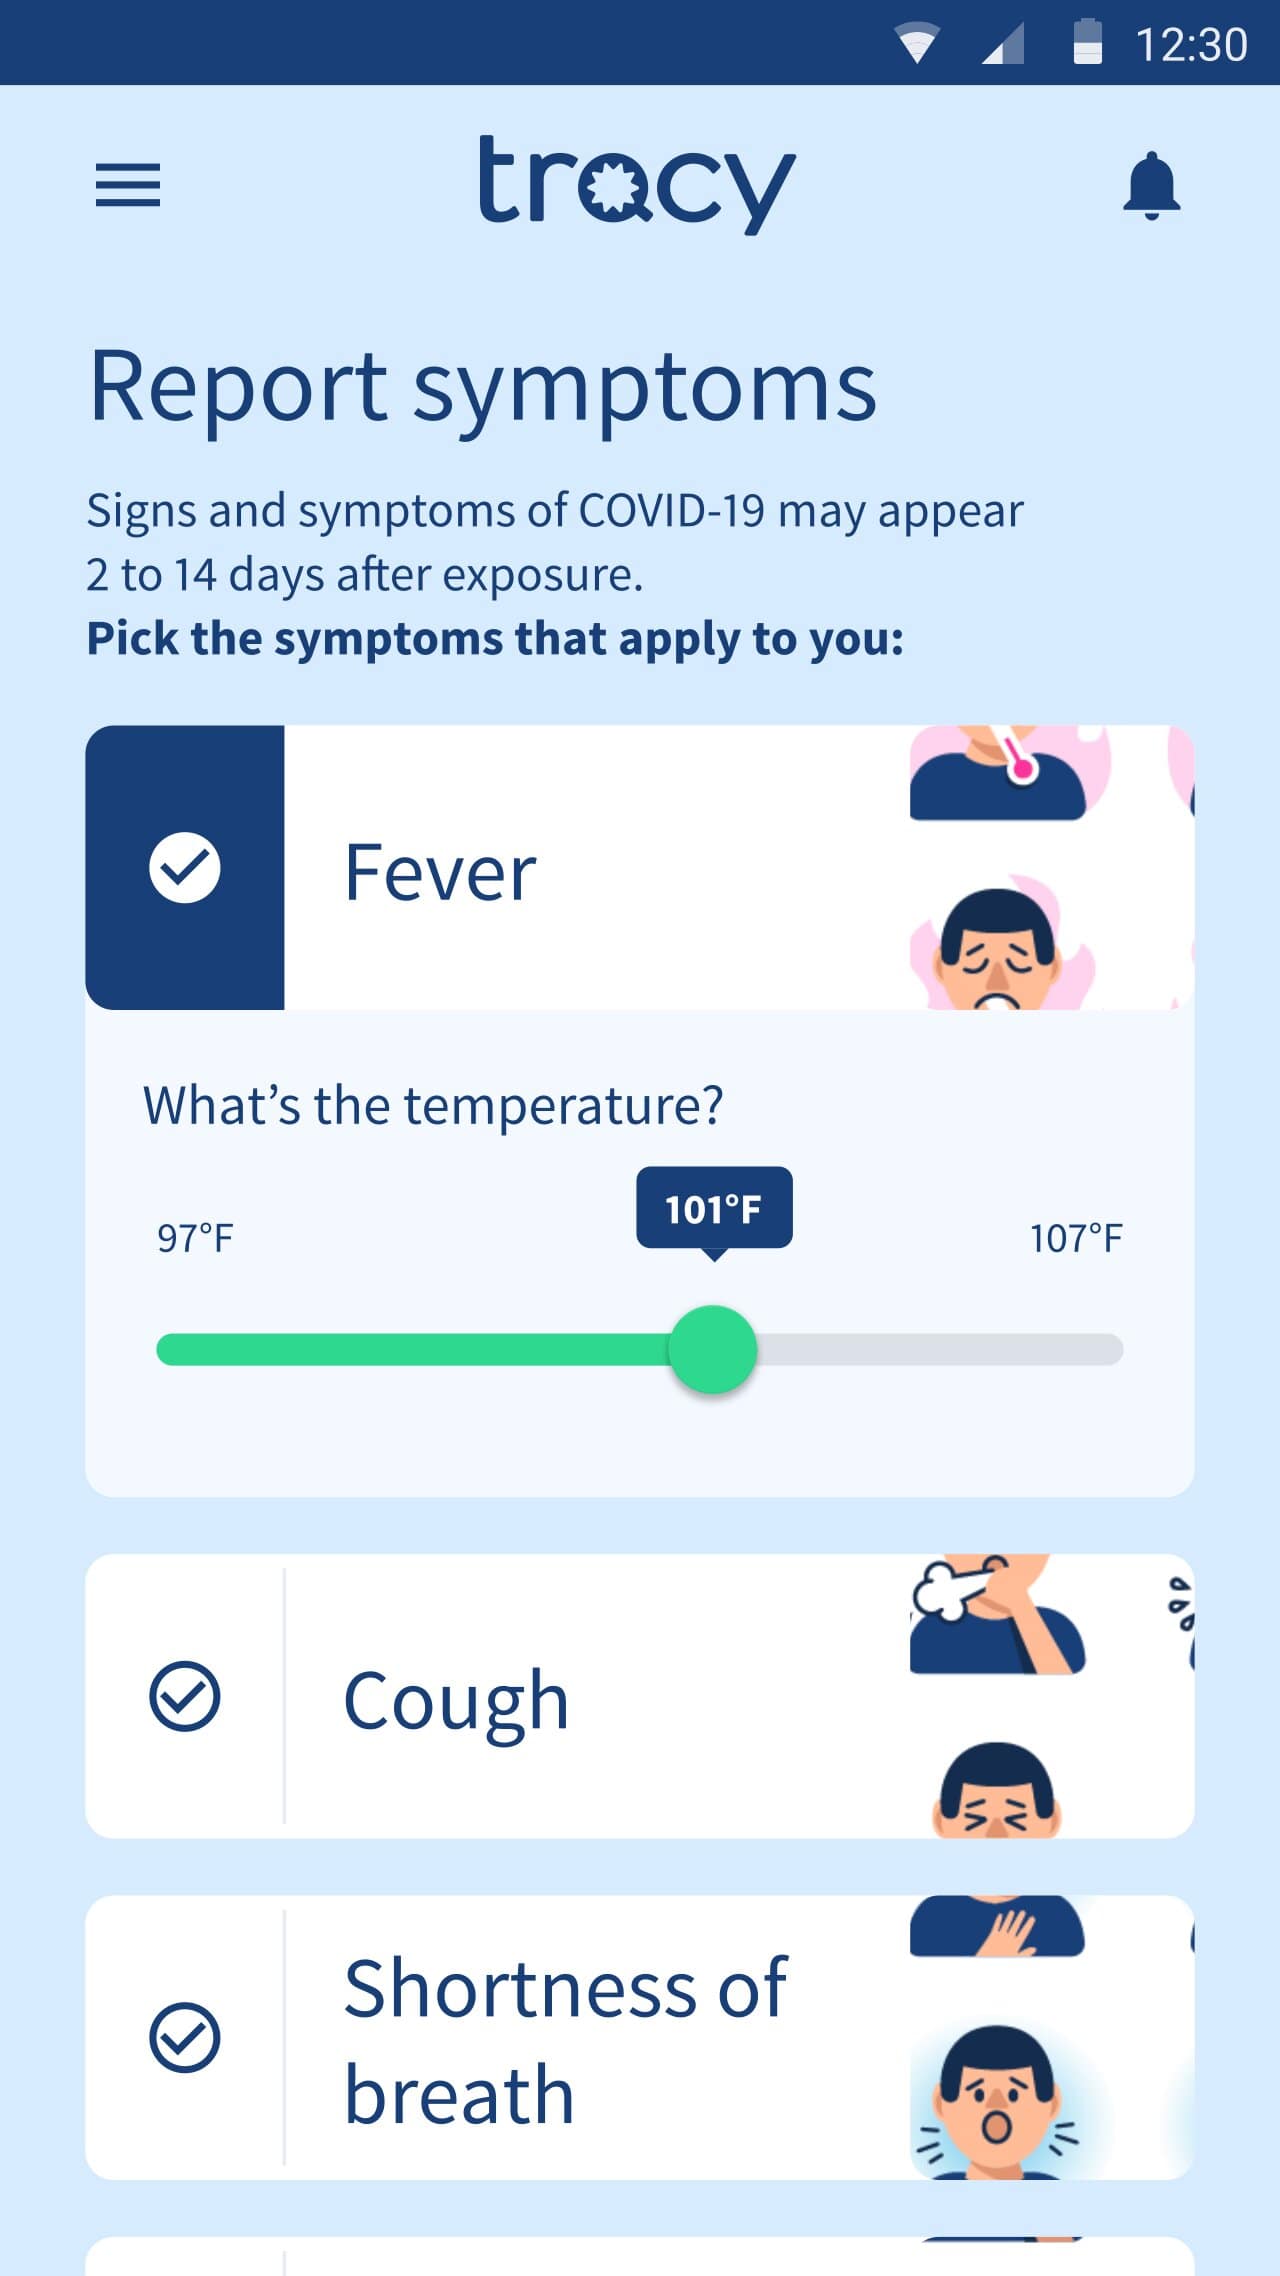 12:30
tracy
Report symptoms
Signs and symptoms of COVID-19 may appear
2 to 14 days after exposure.
Pick the symptoms that apply to you:
Fever
What’s the temperature?
101°F
97°F
107°F
Cough
Shortness of
breath